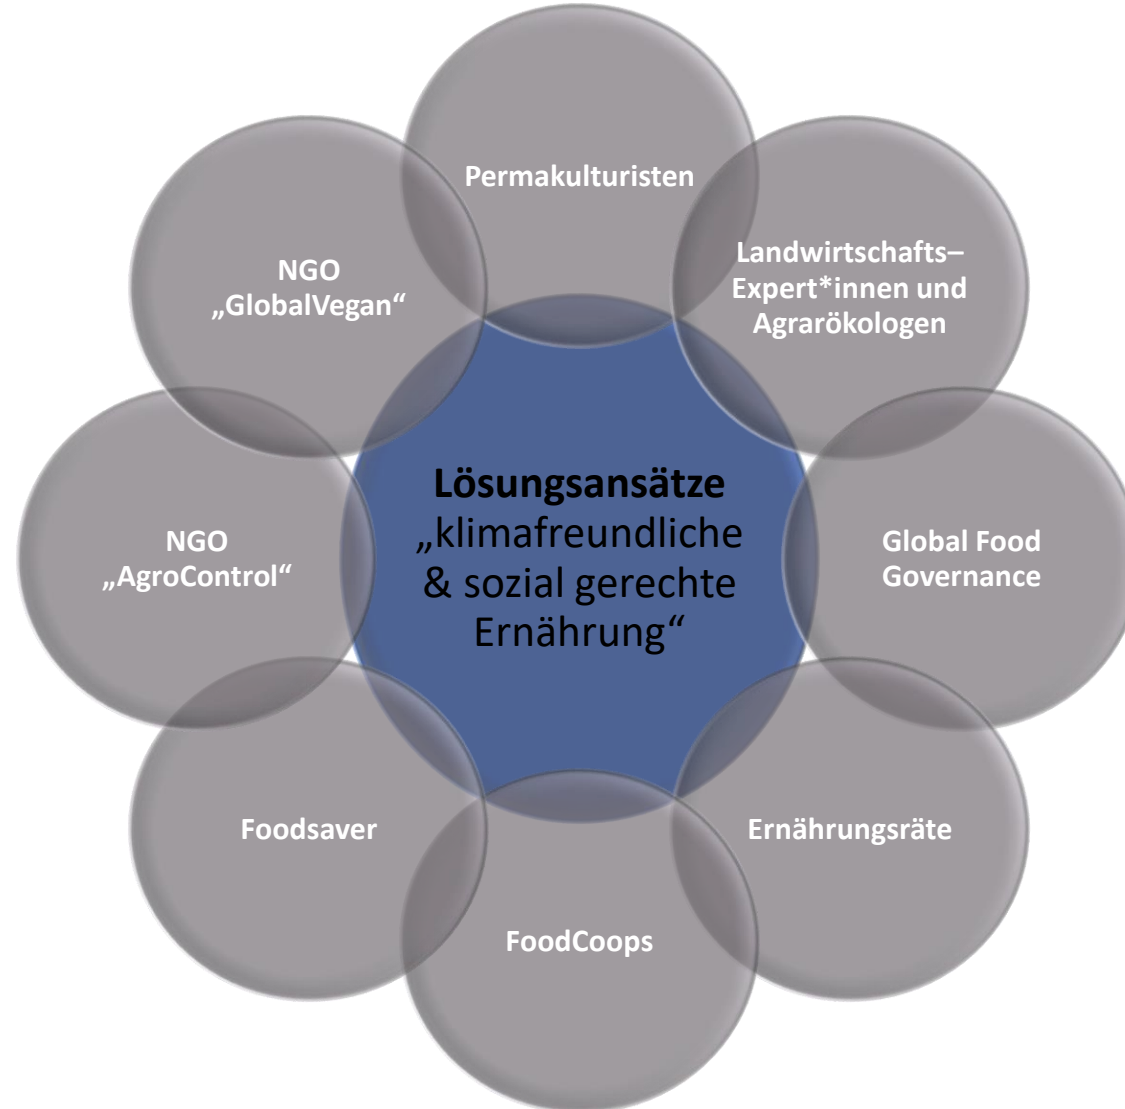 Permakulturisten
Landwirtschafts–
Expert*innen und
Agrarökologen
Global Food
Governance
Ernährungsräte
FoodCoops
Foodsaver
NGO
„AgroControl“
NGO
„GlobalVegan“
Lösungsansätze
„klimafreundliche
& sozial gerechte
Ernährung“